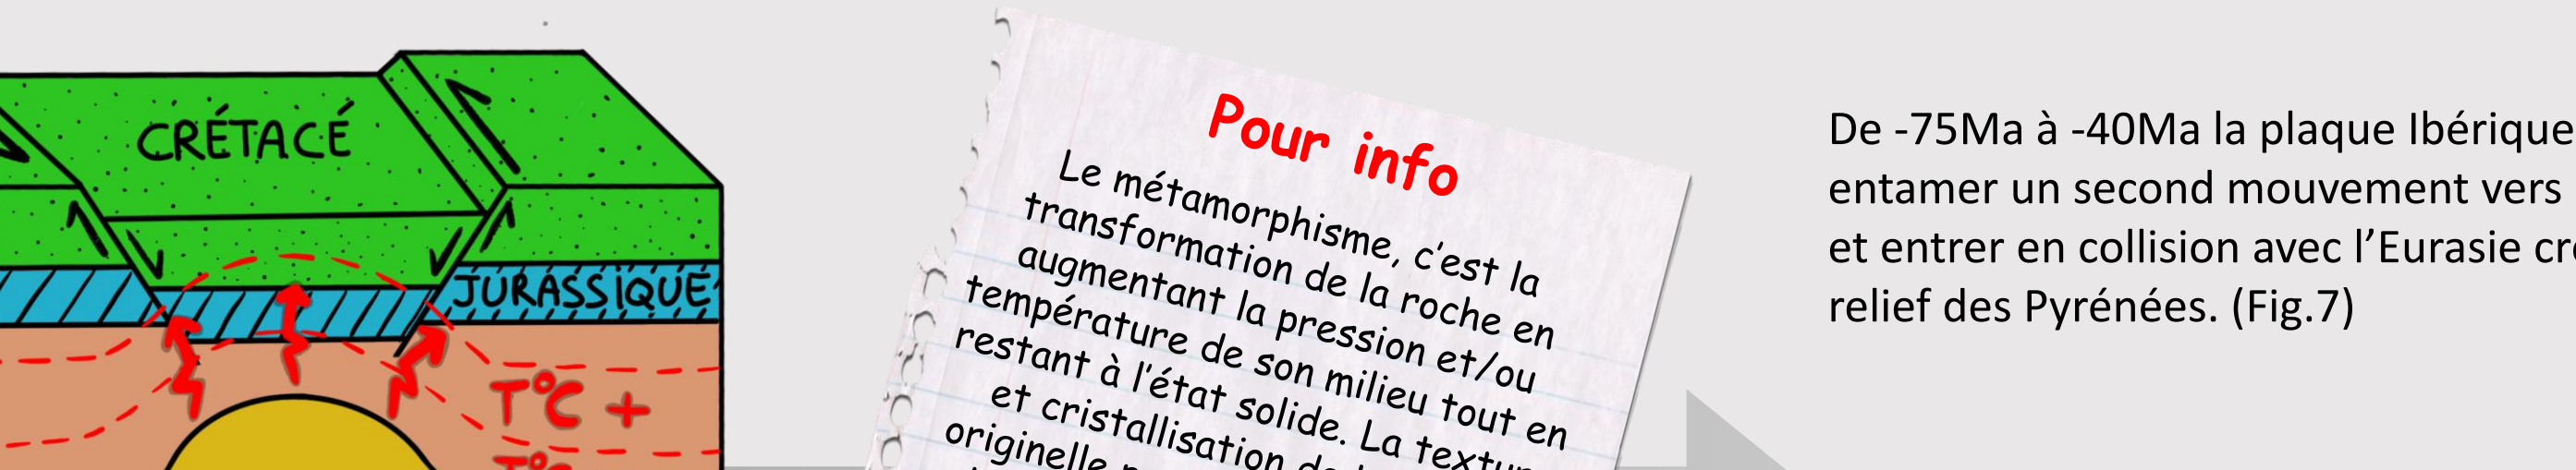 CRÉTACÉ
JURASSIQUE
T°C +
T°C
Pour info
Le métamorphisme, c'est la
transformation de la roche en
augmentant la pression et/ou
température de son milieu tout en
restant à l'état solide. La
et cristallisation
originelle
De -75Ma à -40Ma la plaque Ibérique
entamer un second mouvement vers
et entrer en collision avec l'Eurasie
relief des Pyrénées. (Fig.7)